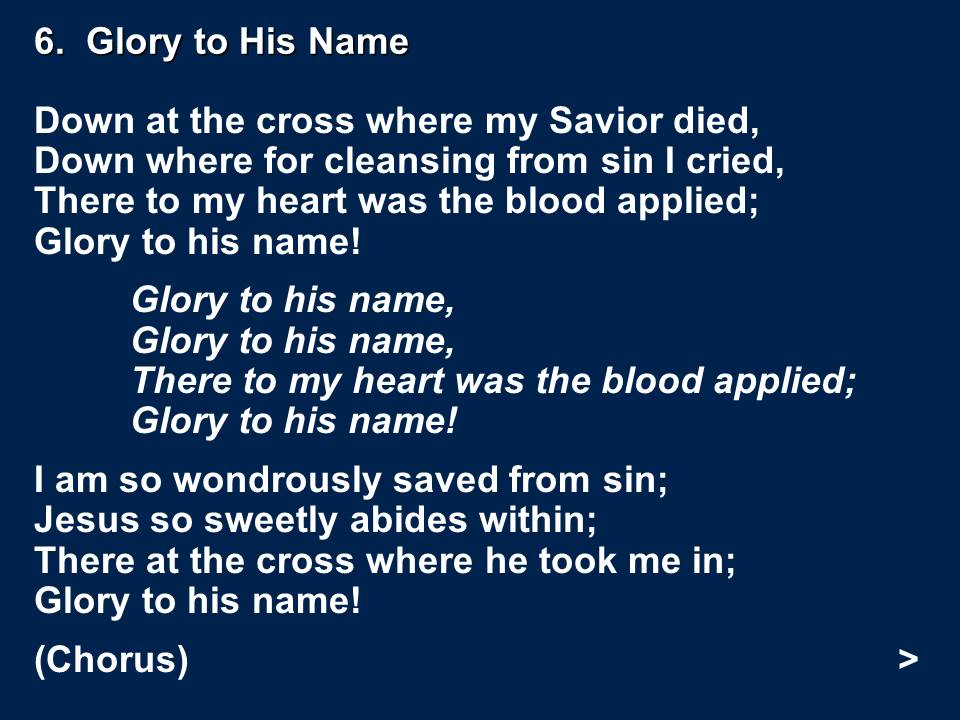 6. Glory to His Name
Down at the cross where my Savior died,
Down where for cleansing from sin I cried,
There to my heart was the blood applied;
Glory to his name!
Glory to his name,
Glory to his name,
There to my heart was the blood applied;
Glory to his name!
I am so wondrously saved from sin;
Jesus so sweetly abides within;
There at the cross where he took me in;
Glory to his name!
(Chorus) >